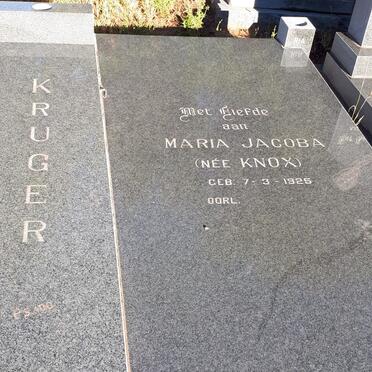 KRUGER
Met Liefde
aan
MARIA JACOBA
(NÉE KNOX)
GEB. 7-3-1925
OORL.